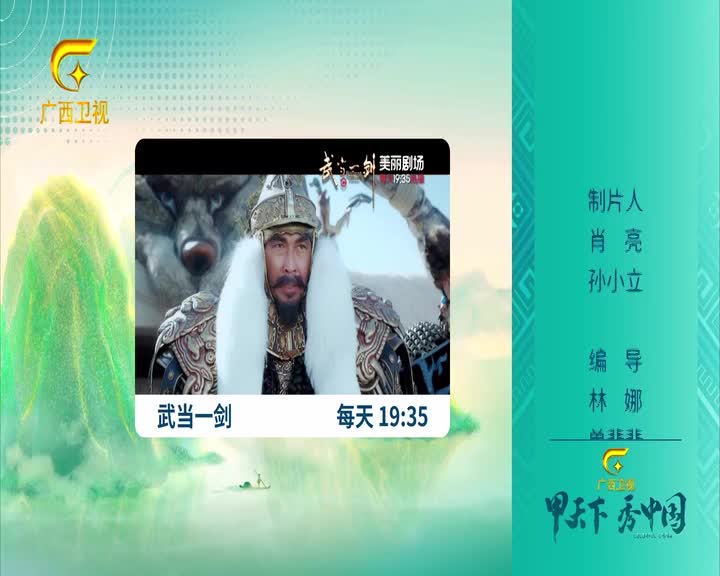 广西卫视
武当一剑
美丽剧场
19:35
武当一剑
每天 19:35
制片人
肖 亮
孙小立
编 导
林 娜
广西卫视
甲天下 秀中国